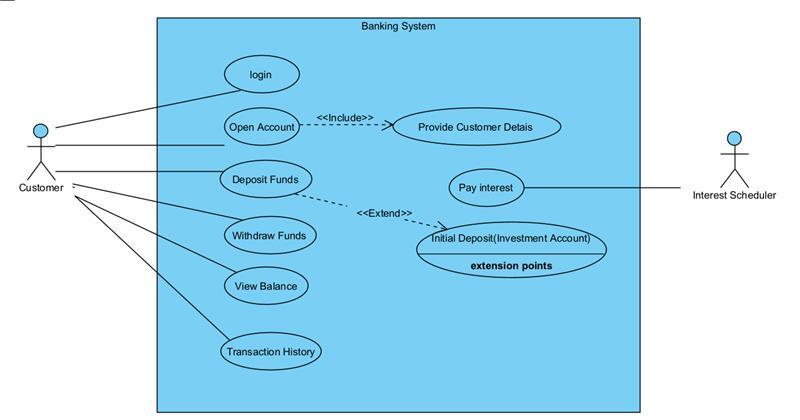 Banking System
login
Open Account
<<Include>>
Provide Customer Detais
Customer
Deposit Funds
Pay interest
Interest Scheduler
<<Extend>>
Withdraw Funds
Initial Deposit(Investment Account)
extension points
View Balance
Transaction History